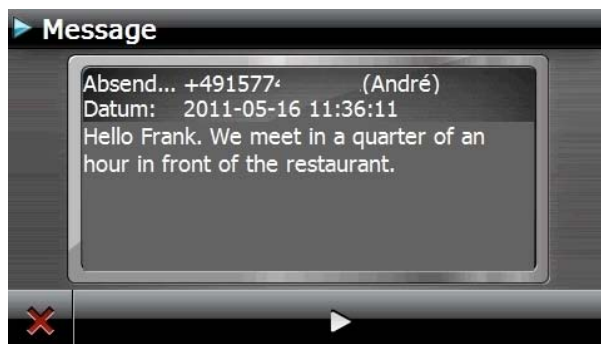 Message
Absend... +491577 (André)
Datum: 2011-05-16 11:36:11
Hello Frank. We meet in a quarter of an
hour in front of the restaurant.